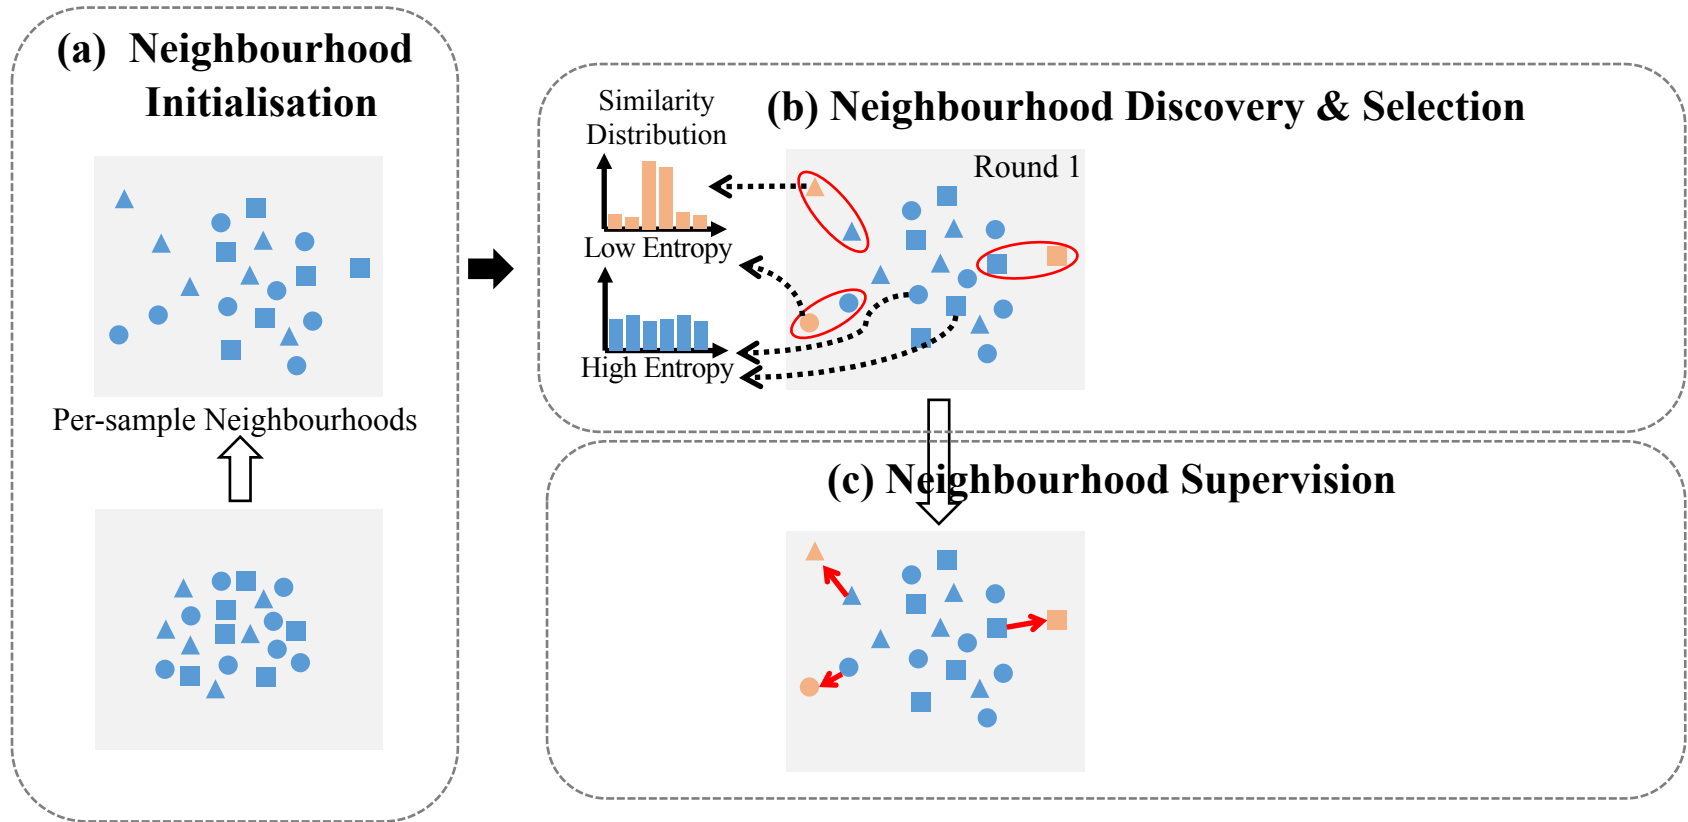 (a) Neighbourhood
Initialisation
Per-sample Neighbourhoods
(b) Neighbourhood Discovery & Selection
Similarity
Distribution
Round 1
Low Entropy
High Entropy
(c) Neighbourhood Supervision